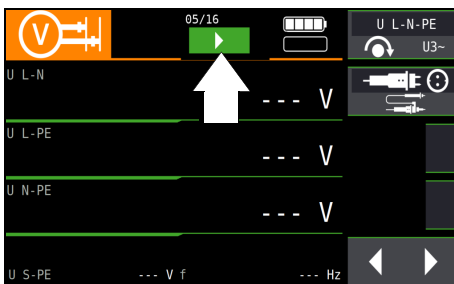 V
05/16
U L-N-PE
U3~
U L-N
--- V
U L-PE
--- V
U N-PE
--- V
U S-PE --- V f --- Hz